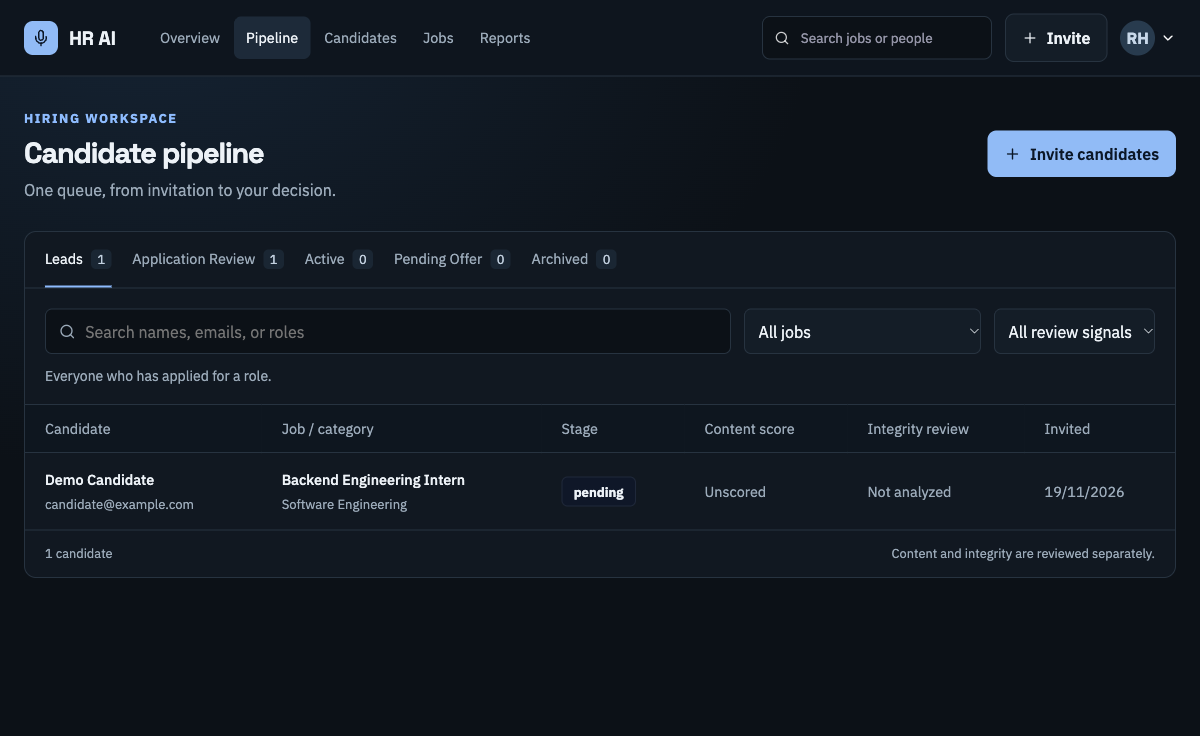 HR AI
Overview
Pipeline
Candidates
Jobs
Reports
Search jobs or people
+ Invite
RH
HIRING WORKSPACE
Candidate pipeline
One queue, from invitation to your decision.
+ Invite candidates
Leads 1
Application Review 1
Active 0
Pending Offer 0
Archived 0
Search names, emails, or roles
All jobs
All review signals
Everyone who has applied for a role.
Candidate
Job / category
Stage
Content score
Integrity review
Invited
Demo Candidate
candidate@example.com
Backend Engineering Intern
Software Engineering
pending
Unscored
Not analyzed
19/11/2026
1 candidate
Content and integrity are reviewed separately.